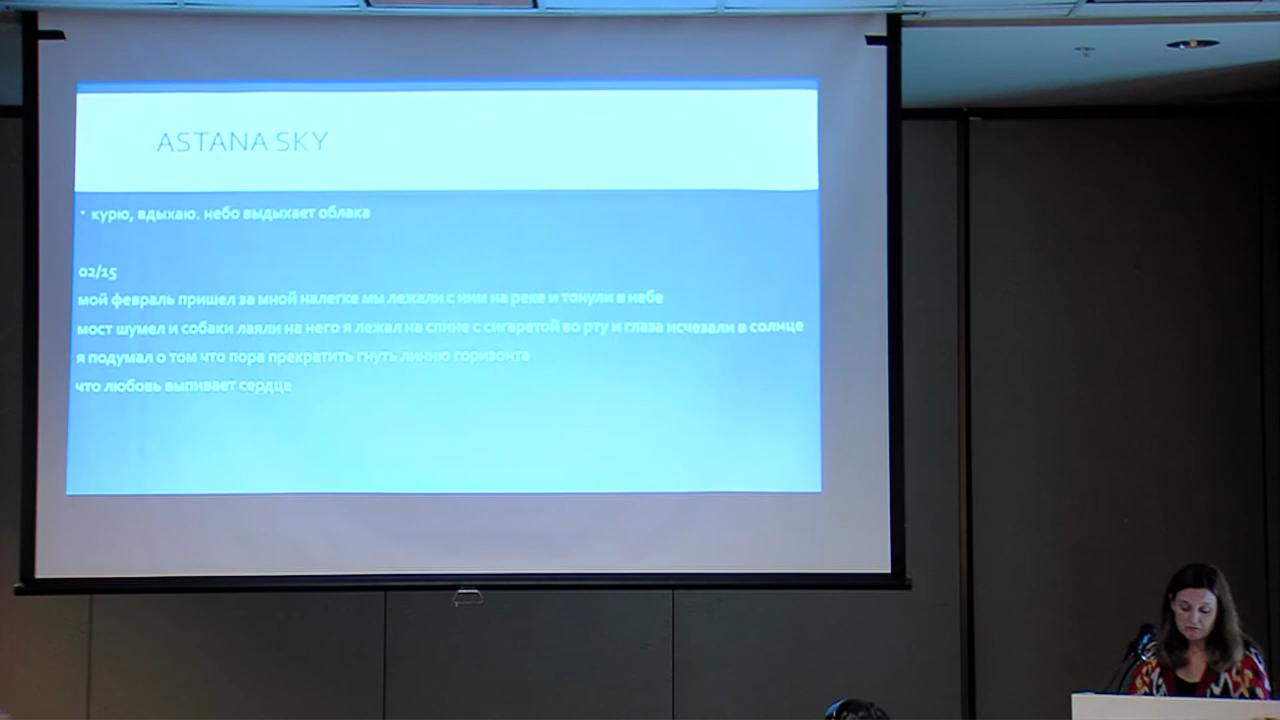 ASTANA SKY
• курю, вдыхаю. небо выдыхает облака
02/15
мой февраль пришел за мной налегке мы лежали с ним на реке и тонули в небе
мост шумел и собаки лаяли на него я лежал на спине с сигаретой во рту и глаза исчезали в солнце
я подумал о том что пора прекратить гнуть линию горизонта
что любовь выпивает сердце